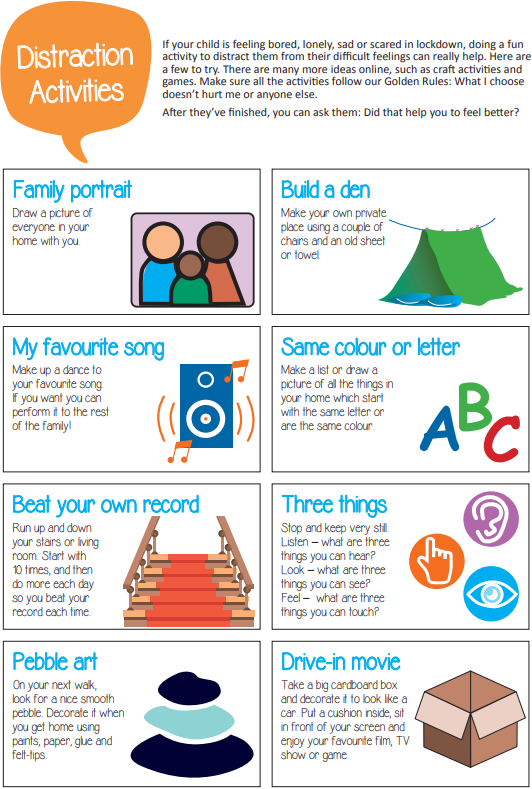 Distraction
Activities
If your child is feeling bored, lonely, sad or scared in lockdown, doing a fun
activity to distract them from their difficult feelings can really help. Here are
a few to try. There are many more ideas online, such as craft activities and
games. Make sure all the activities follow our Golden Rules: What I choose
doesn't hurt me or anyone else.
After they've finished, you can ask them: Did that help you to feel better?
Family portrait
Draw a picture of
everyone in your
home with you.
Build a den
Make your own private
place using a couple of
chairs and an old sheet
or towel.
My favourite song
Make up a dance to
your favourite song.
If you want you can
perform it to the rest
of the family!
Same colour or letter
Make a list or draw a
picture of all the things in
your home which start
with the same letter or
are the same colour.
ABC
Beat your own record
Run up and down
your stairs or living
room. Start with
10 times, and then
do more each day
so you beat your
record each time.
Three things
Stop and keep very still.
Listen – what are three
things you can hear?
Look – what are three
things you can see?
Feel – what are three
things you can touch?
Pebble art
On your next walk,
look for a nice smooth
pebble. Decorate it when
you get home using
paints, paper, glue and
felt-tips.
Drive-in movie
Take a big cardboard box
and decorate it to look like a
car. Put a cushion inside, sit
in front of your screen and
enjoy your favourite film, TV
show or game.